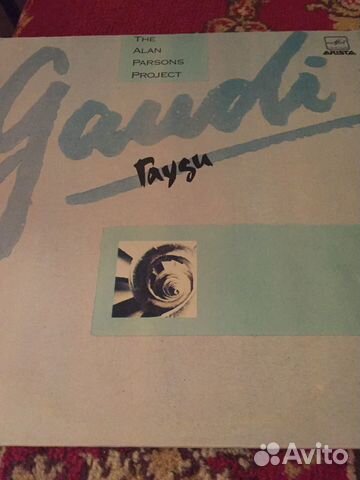 THE
ALAN
PARSONS
PROJECT
ARISTA
Gaudi
Гауди
Avito